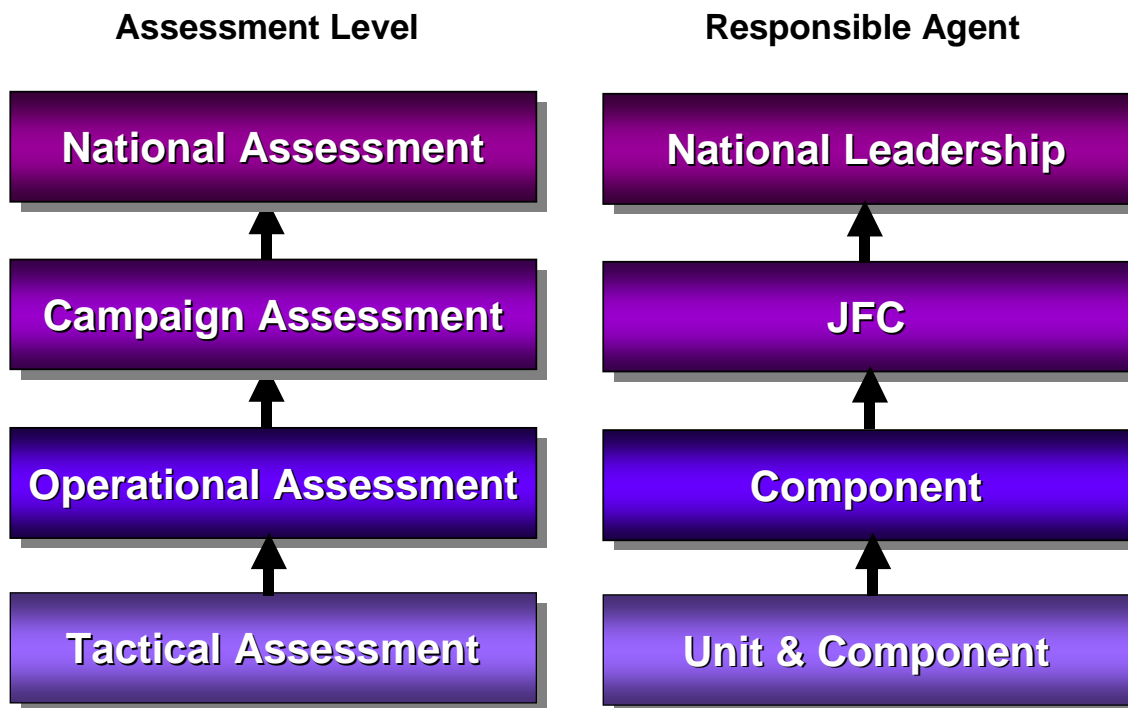 Assessment Level
Responsible Agent
National Assessment
National Leadership
Campaign Assessment
JFC
Operational Assessment
Component
Tactical Assessment
Unit & Component